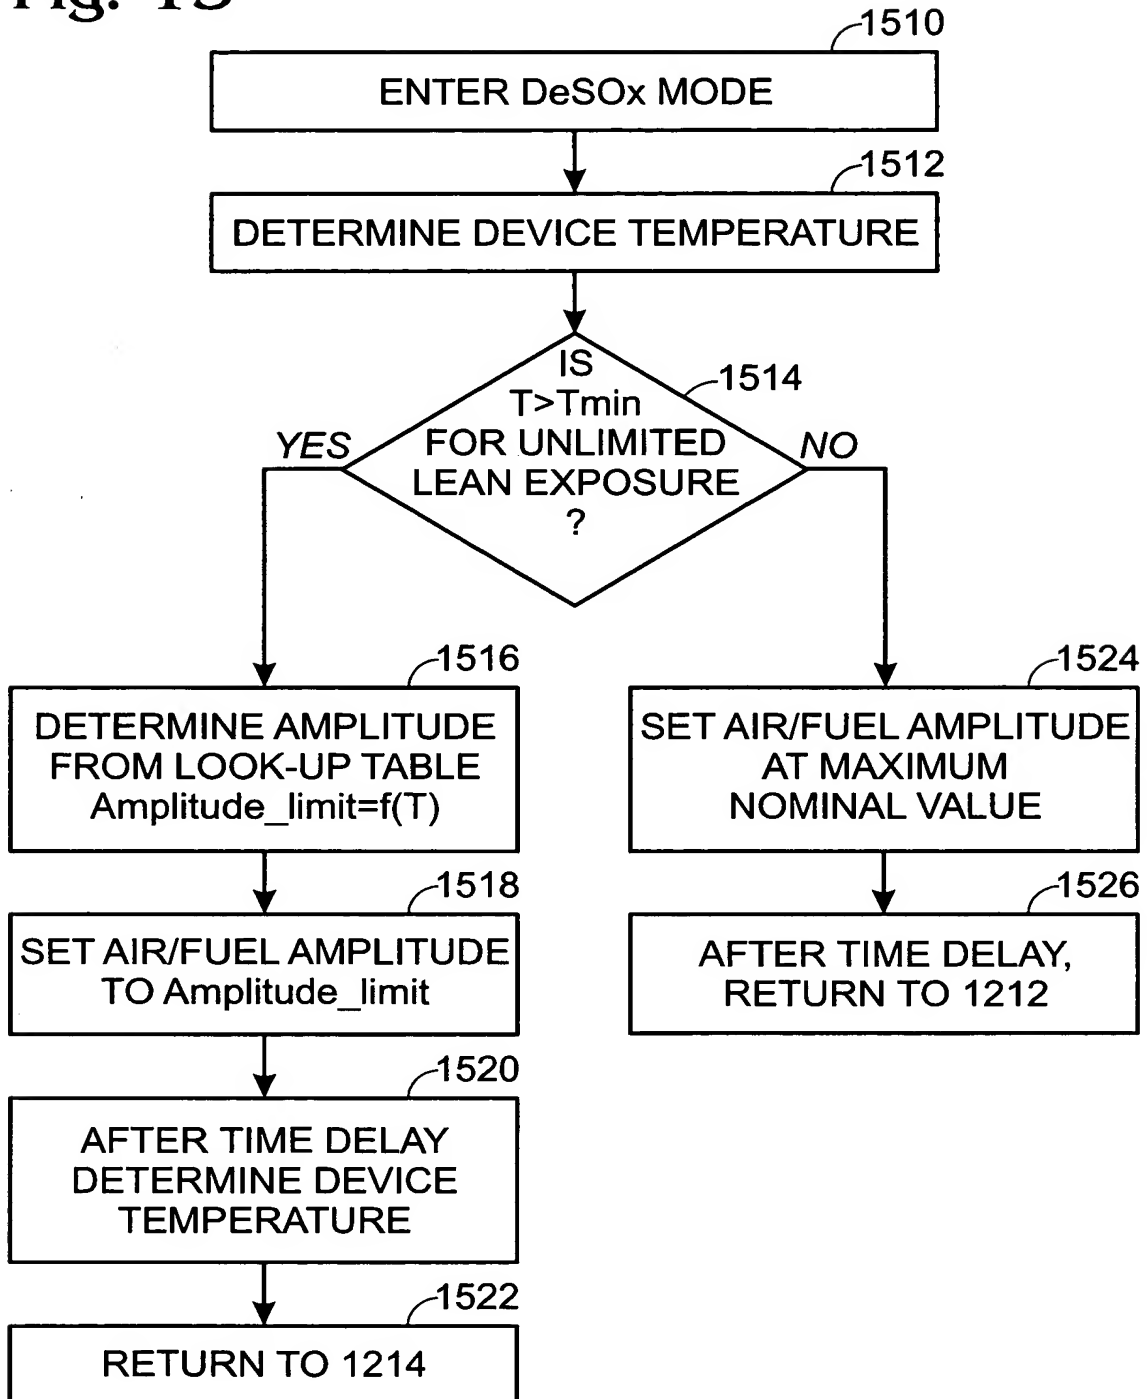 Fig. 15
1510
ENTER DeSOx MODE
1512
DETERMINE DEVICE TEMPERATURE
IS
T>Tmin
FOR UNLIMITED
LEAN EXPOSURE
?
1514
YES
NO
1516
DETERMINE AMPLITUDE
FROM LOOK-UP TABLE
Amplitude_limit=f(T)
1518
SET AIR/FUEL AMPLITUDE
TO Amplitude_limit
1520
AFTER TIME DELAY
DETERMINE DEVICE
TEMPERATURE
1522
RETURN TO 1214
1524
SET AIR/FUEL AMPLITUDE
AT MAXIMUM
NOMINAL VALUE
1526
AFTER TIME DELAY,
RETURN TO 1212